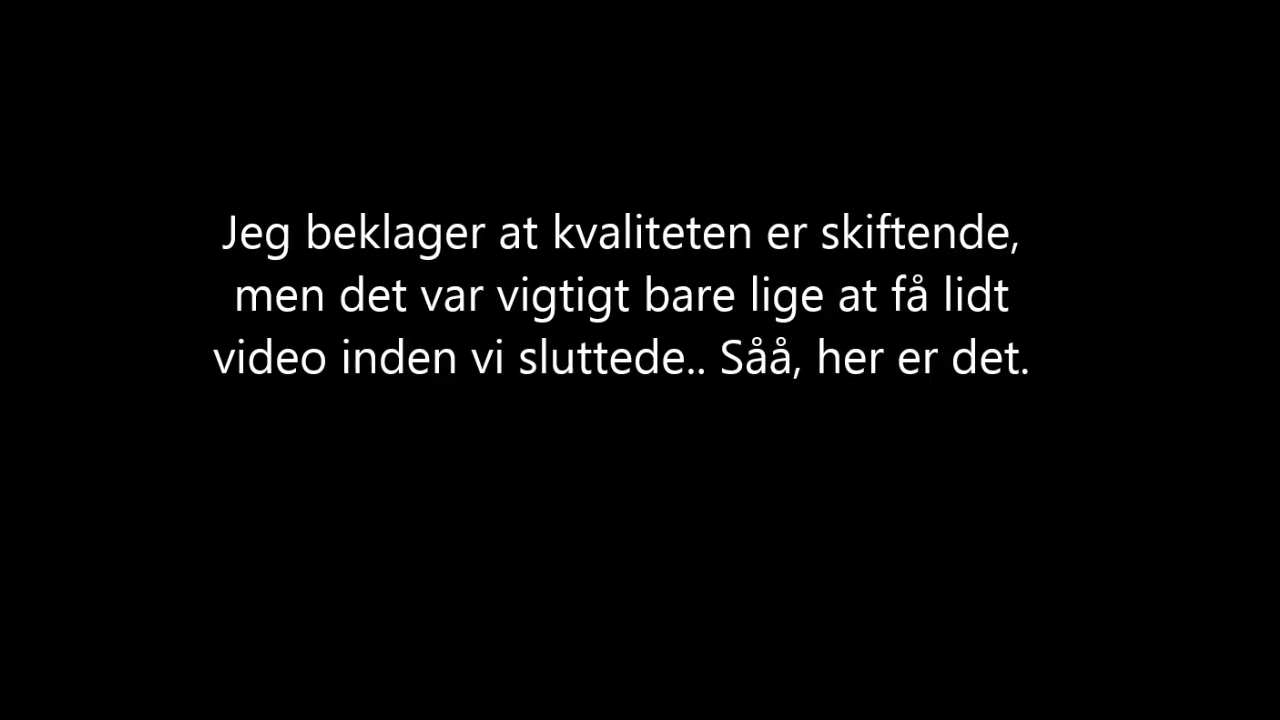 Jeg beklager at kvaliteten er skiftende,
men det var vigtigt bare lige at få lidt
video inden vi sluttede.. Såå, her er det.